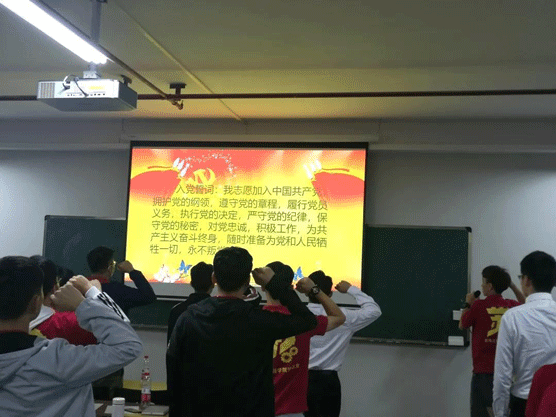 入党誓词：我志愿加入中国共产党
拥护党的纲领，遵守党的章程，履行党员
义务，执行党的决定，严守党的纪律，保
守党的秘密，对党忠诚，积极工作，为共
产主义奋斗终身，随时准备为党和人民牺
牲一切，永不叛